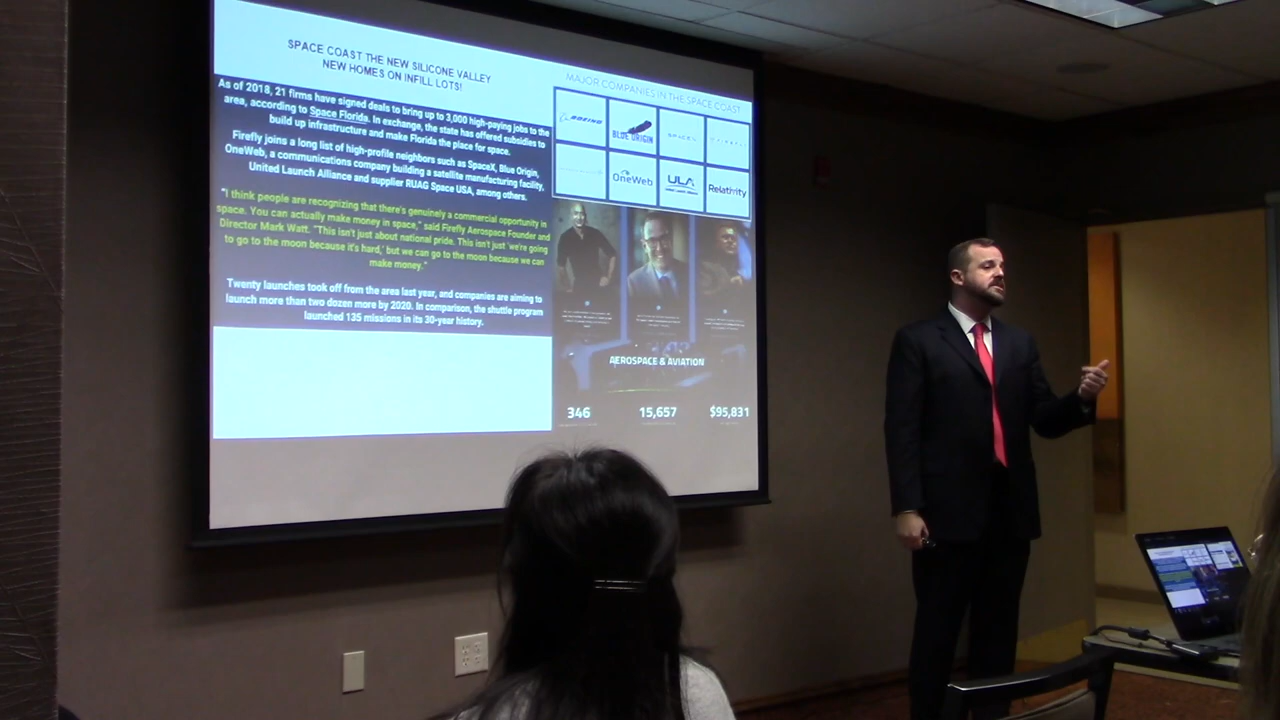 SPACE COAST THE NEW SILICONE VALLEY
NEW HOMES ON INFILL LOTS!
As of 2018, 21 firms have signed deals to bring up to 3,000 high-paying jobs to the
area, according to Space Florida. In exchange, the state has offered subsidies to
build up infrastructure and make Florida the place for space.
Firefly joins a long list of high-profile neighbors such as SpaceX, Blue Origin,
OneWeb, a communications company building a satellite manufacturing facility,
United Launch Alliance and supplier RUAG Space USA, among others.
"I think people are recognizing that there's genuinely a commercial opportunity in
space. You can actually make money in space," said Firefly Aerospace Founder and
Director Mark Watt. "This isn't just about national pride. This isn't just 'we're going
to go to the moon because it's hard,' but we can go to the moon because we can
make money."
Twenty launches took off from the area last year, and companies are aiming to
launch more than two dozen more by 2020. In comparison, the shuttle program
launched 135 missions in its 30-year history.
MAJOR COMPANIES IN THE SPACE COAST
BOEING
BLUE ORIGIN
SPACEX
OneWeb
ULA
Relativity
AEROSPACE & AVIATION
346
15,657
$95,831